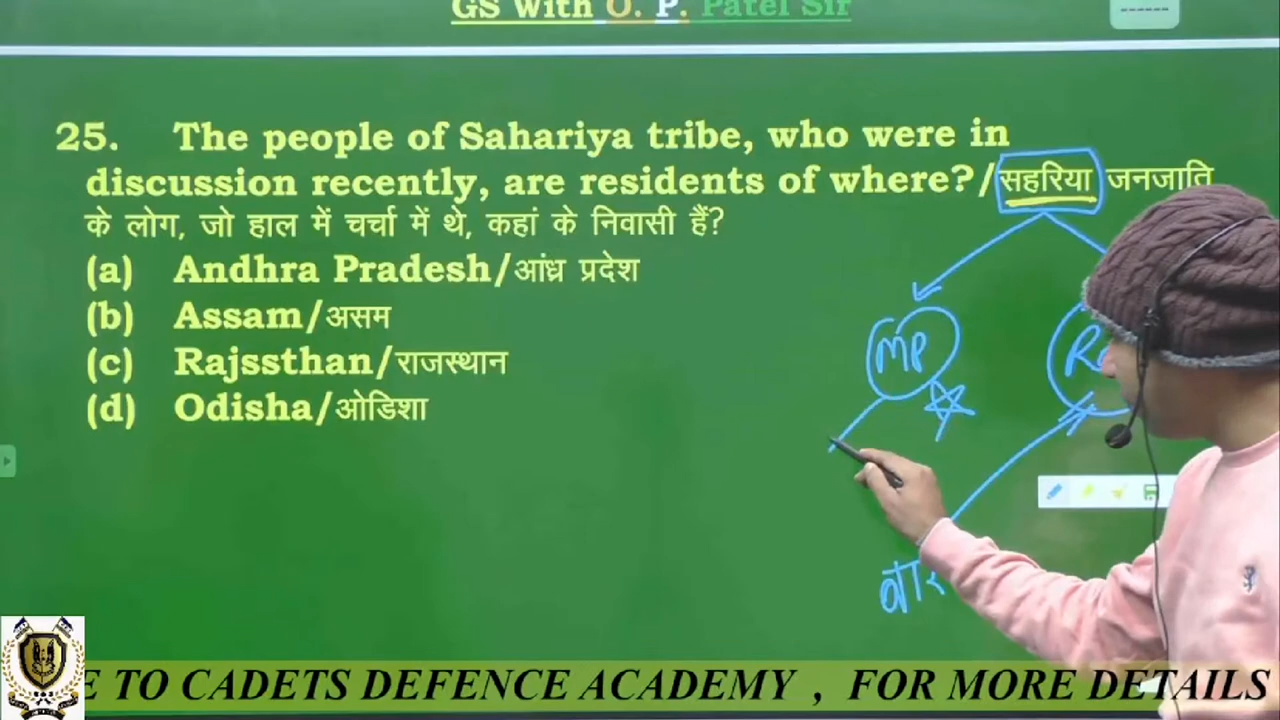 GS With O. P. Patel Sir
25. The people of Sahariya tribe, who were in
discussion recently, are residents of where?/सहरिया जनजाति
के लोग, जो हाल में चर्चा में थे, कहां के निवासी हैं?
(a) Andhra Pradesh/आंध्र प्रदेश
(b) Assam/असम
(c) Rajssthan/राजस्थान
(d) Odisha/ओडिशा
MP
E TO CADETS DEFENCE ACADEMY , FOR MORE DETAILS